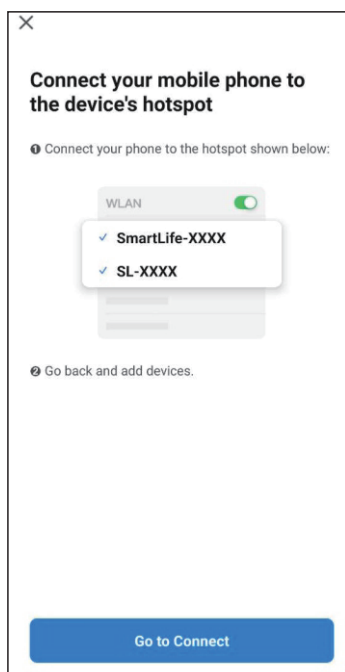 Connect your mobile phone to
the device's hotspot
❶ Connect your phone to the hotspot shown below:
WLAN
SmartLife-XXXX
SL-XXXX
❷ Go back and add devices.
Go to Connect